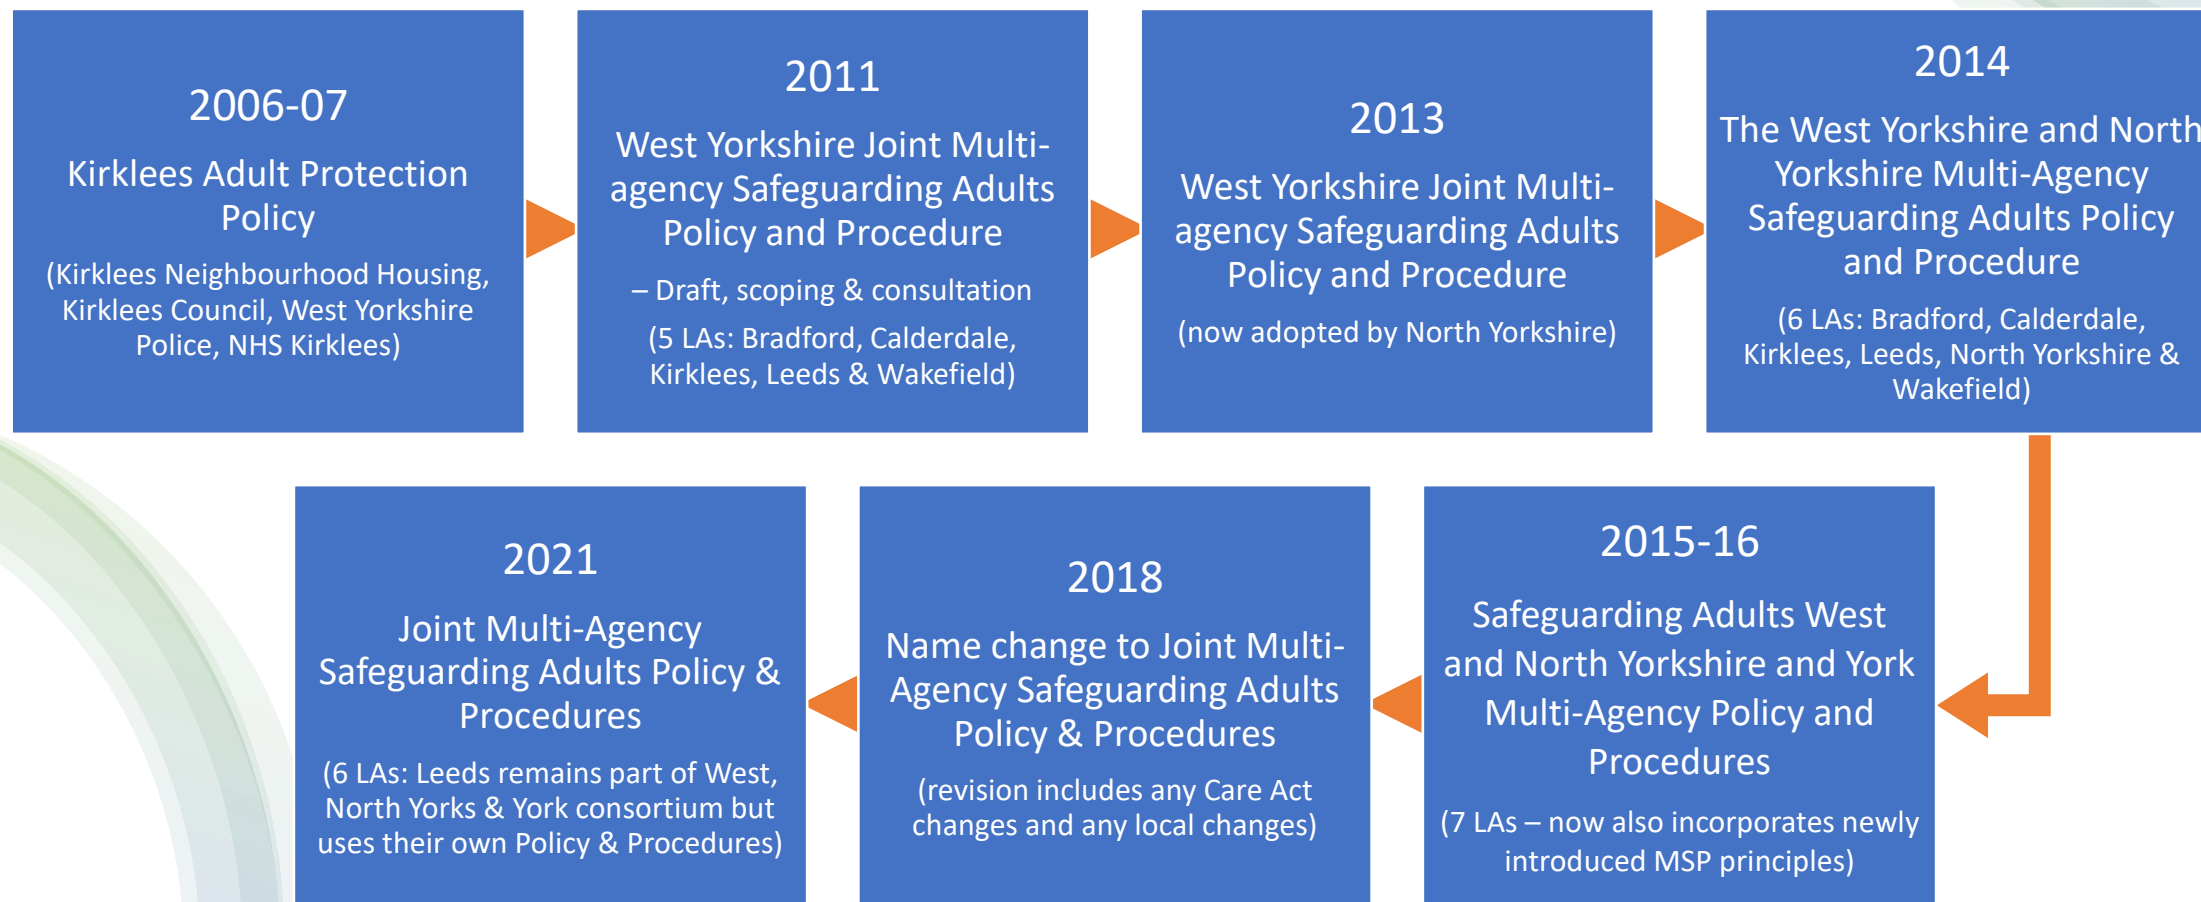 2006-07
Kirklees Adult Protection
Policy
(Kirklees Neighbourhood Housing,
Kirklees Council, West Yorkshire
Police, NHS Kirklees)
2011
West Yorkshire Joint Multi-
agency Safeguarding Adults
Policy and Procedure
– Draft, scoping & consultation
(5 LAs: Bradford, Calderdale,
Kirklees, Leeds & Wakefield)
2013
West Yorkshire Joint Multi-
agency Safeguarding Adults
Policy and Procedure
(now adopted by North Yorkshire)
2014
The West Yorkshire and North
Yorkshire Multi-Agency
Safeguarding Adults Policy
and Procedure
(6 LAs: Bradford, Calderdale,
Kirklees, Leeds, North Yorkshire &
Wakefield)
2015-16
Safeguarding Adults West
and North Yorkshire and York
Multi-Agency Policy and
Procedures
(7 LAs – now also incorporates newly
introduced MSP principles)
2018
Name change to Joint Multi-
Agency Safeguarding Adults
Policy & Procedures
(revision includes any Care Act
changes and any local changes)
2021
Joint Multi-Agency
Safeguarding Adults Policy &
Procedures
(6 LAs: Leeds remains part of West,
North Yorks & York consortium but
uses their own Policy & Procedures)